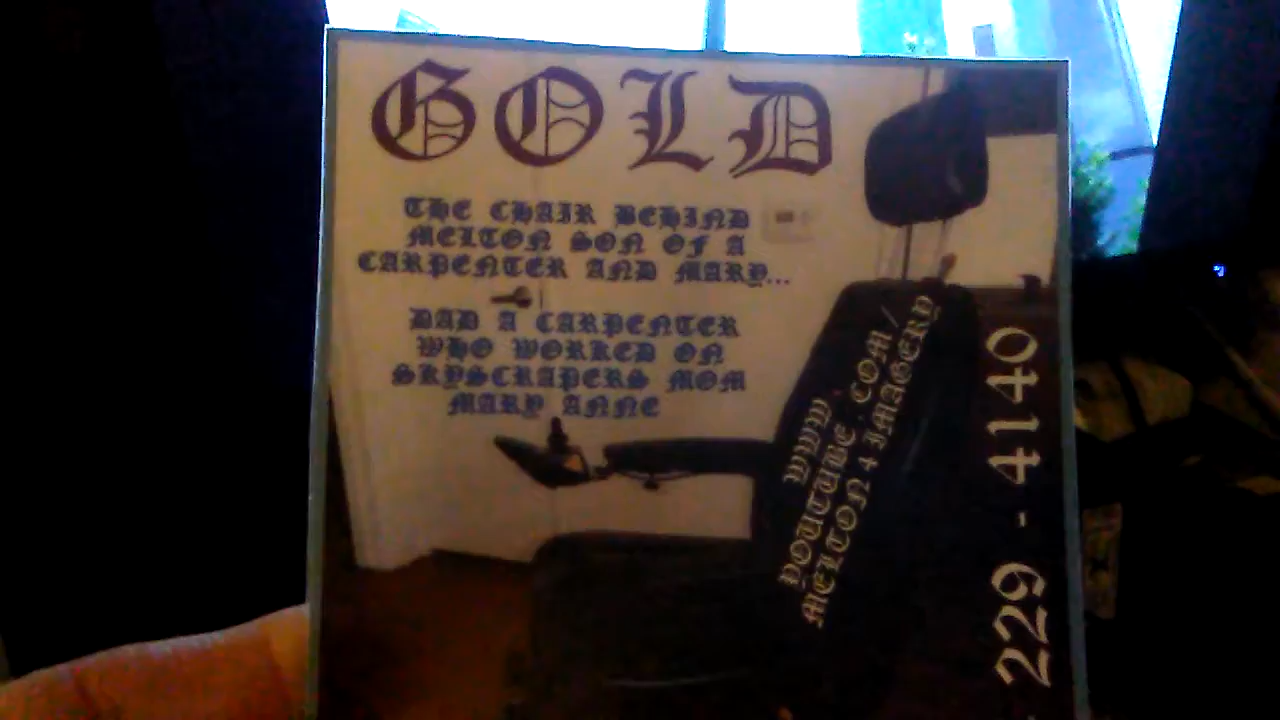 GOLD
THE CHAIR BEHIND
MELTON SON OF A
CARPENTER AND MARY...
DAD A CARPENTER
WHO WORKED ON
SKYSCRAPERS MOM
MARY ANNE
WWW.
YOUTUBE.COM/
MELTON4IMAGERY
- 229 - 4140